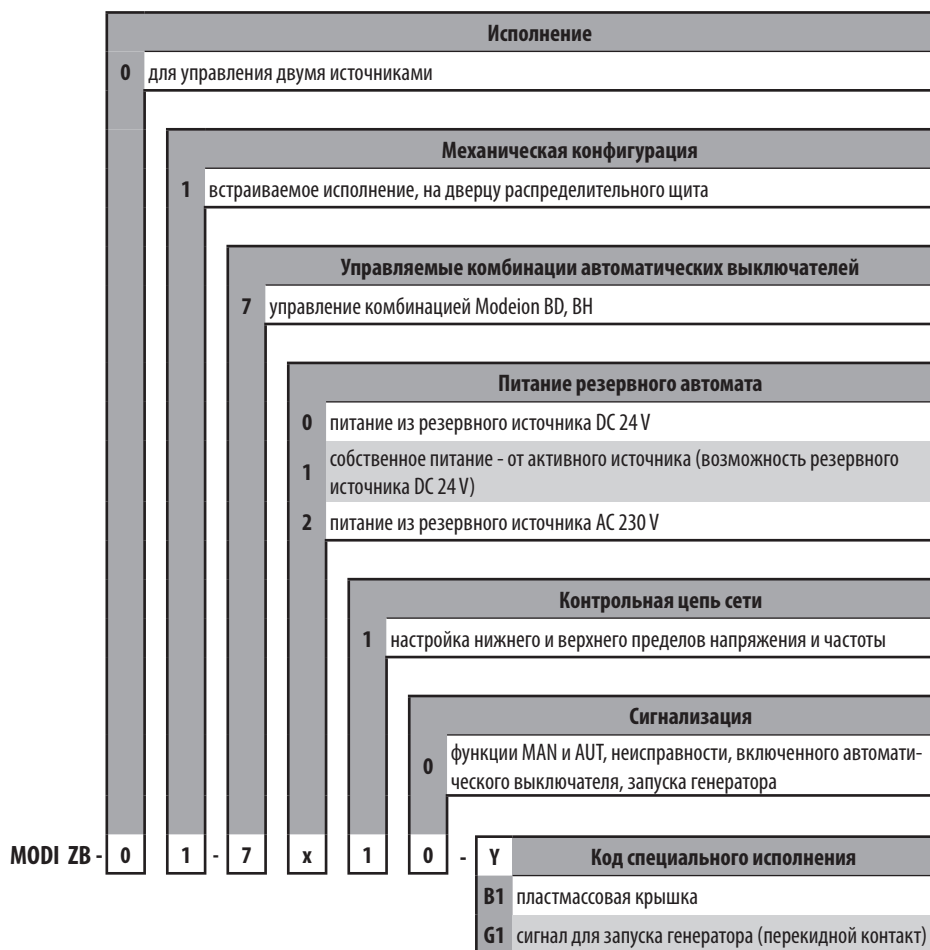 Исполнение
0 для управления двумя источниками
Механическая конфигурация
1 встраиваемое исполнение, на дверцу распределительного щита
Управляемые комбинации автоматических выключателей
7 управление комбинацией Modeion BD, BH
Питание резервного автомата
0 питание из резервного источника DC 24 V
1 собственное питание - от активного источника (возможность резервного
источника DC 24 V)
2 питание из резервного источника AC 230 V
Контрольная цепь сети
1 настройка нижнего и верхнего пределов напряжения и частоты
Сигнализация
0 функции MAN и AUT, неисправности, включенного автомати-
ческого выключателя, запуска генератора
MODI ZB - 0 1 - 7 x 1 0 - Y Код специального исполнения
B1 пластмассовая крышка
G1 сигнал для запуска генератора (перекидной контакт)